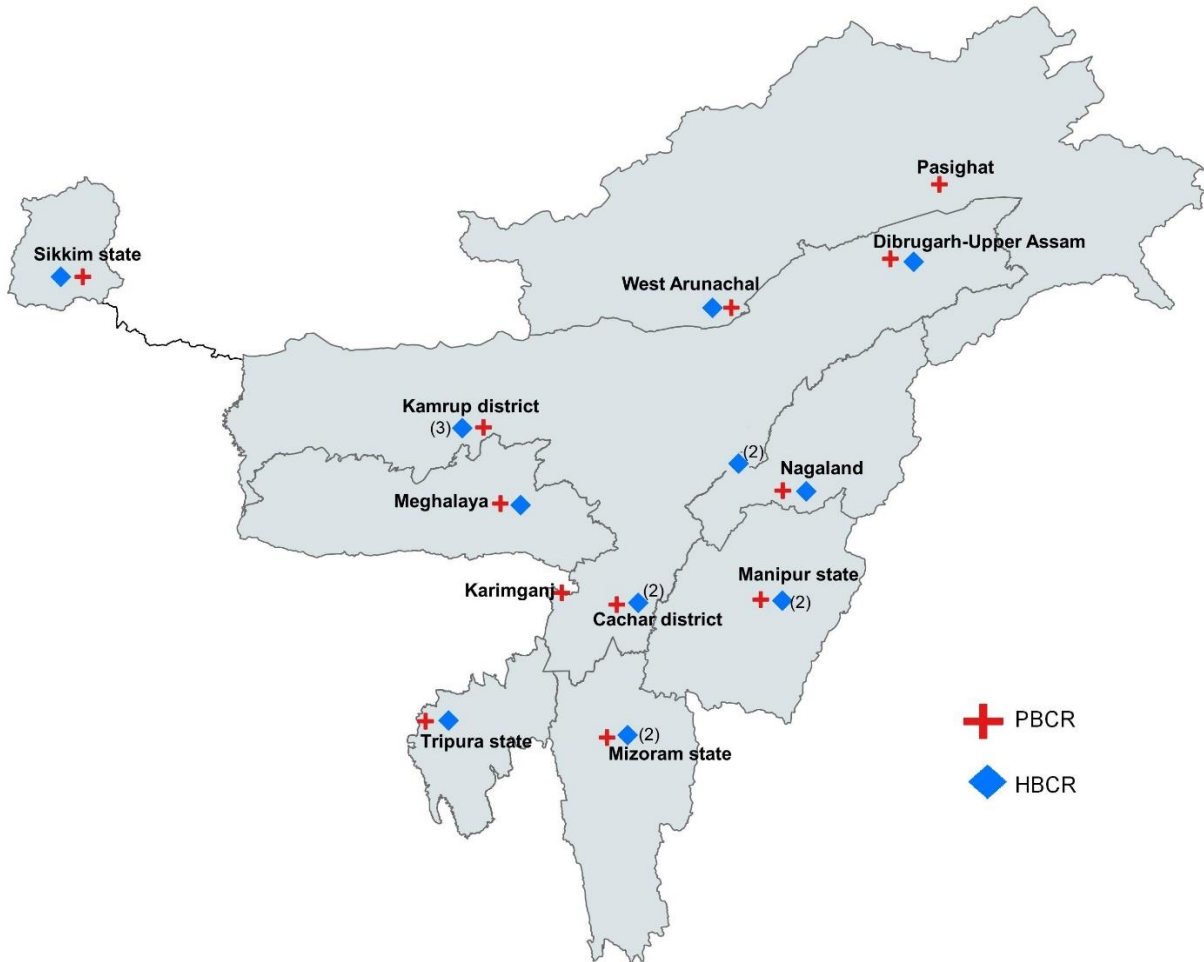 Pasighat
Dibrugarh-Upper Assam
Sikkim state
West Arunachal
Kamrup district
(3)
(2)
Nagaland
Meghalaya
Karimganj
(2)
Cachar district
Manipur state
(2)
Tripura state
(2)
Mizoram state
PBCR
HBCR